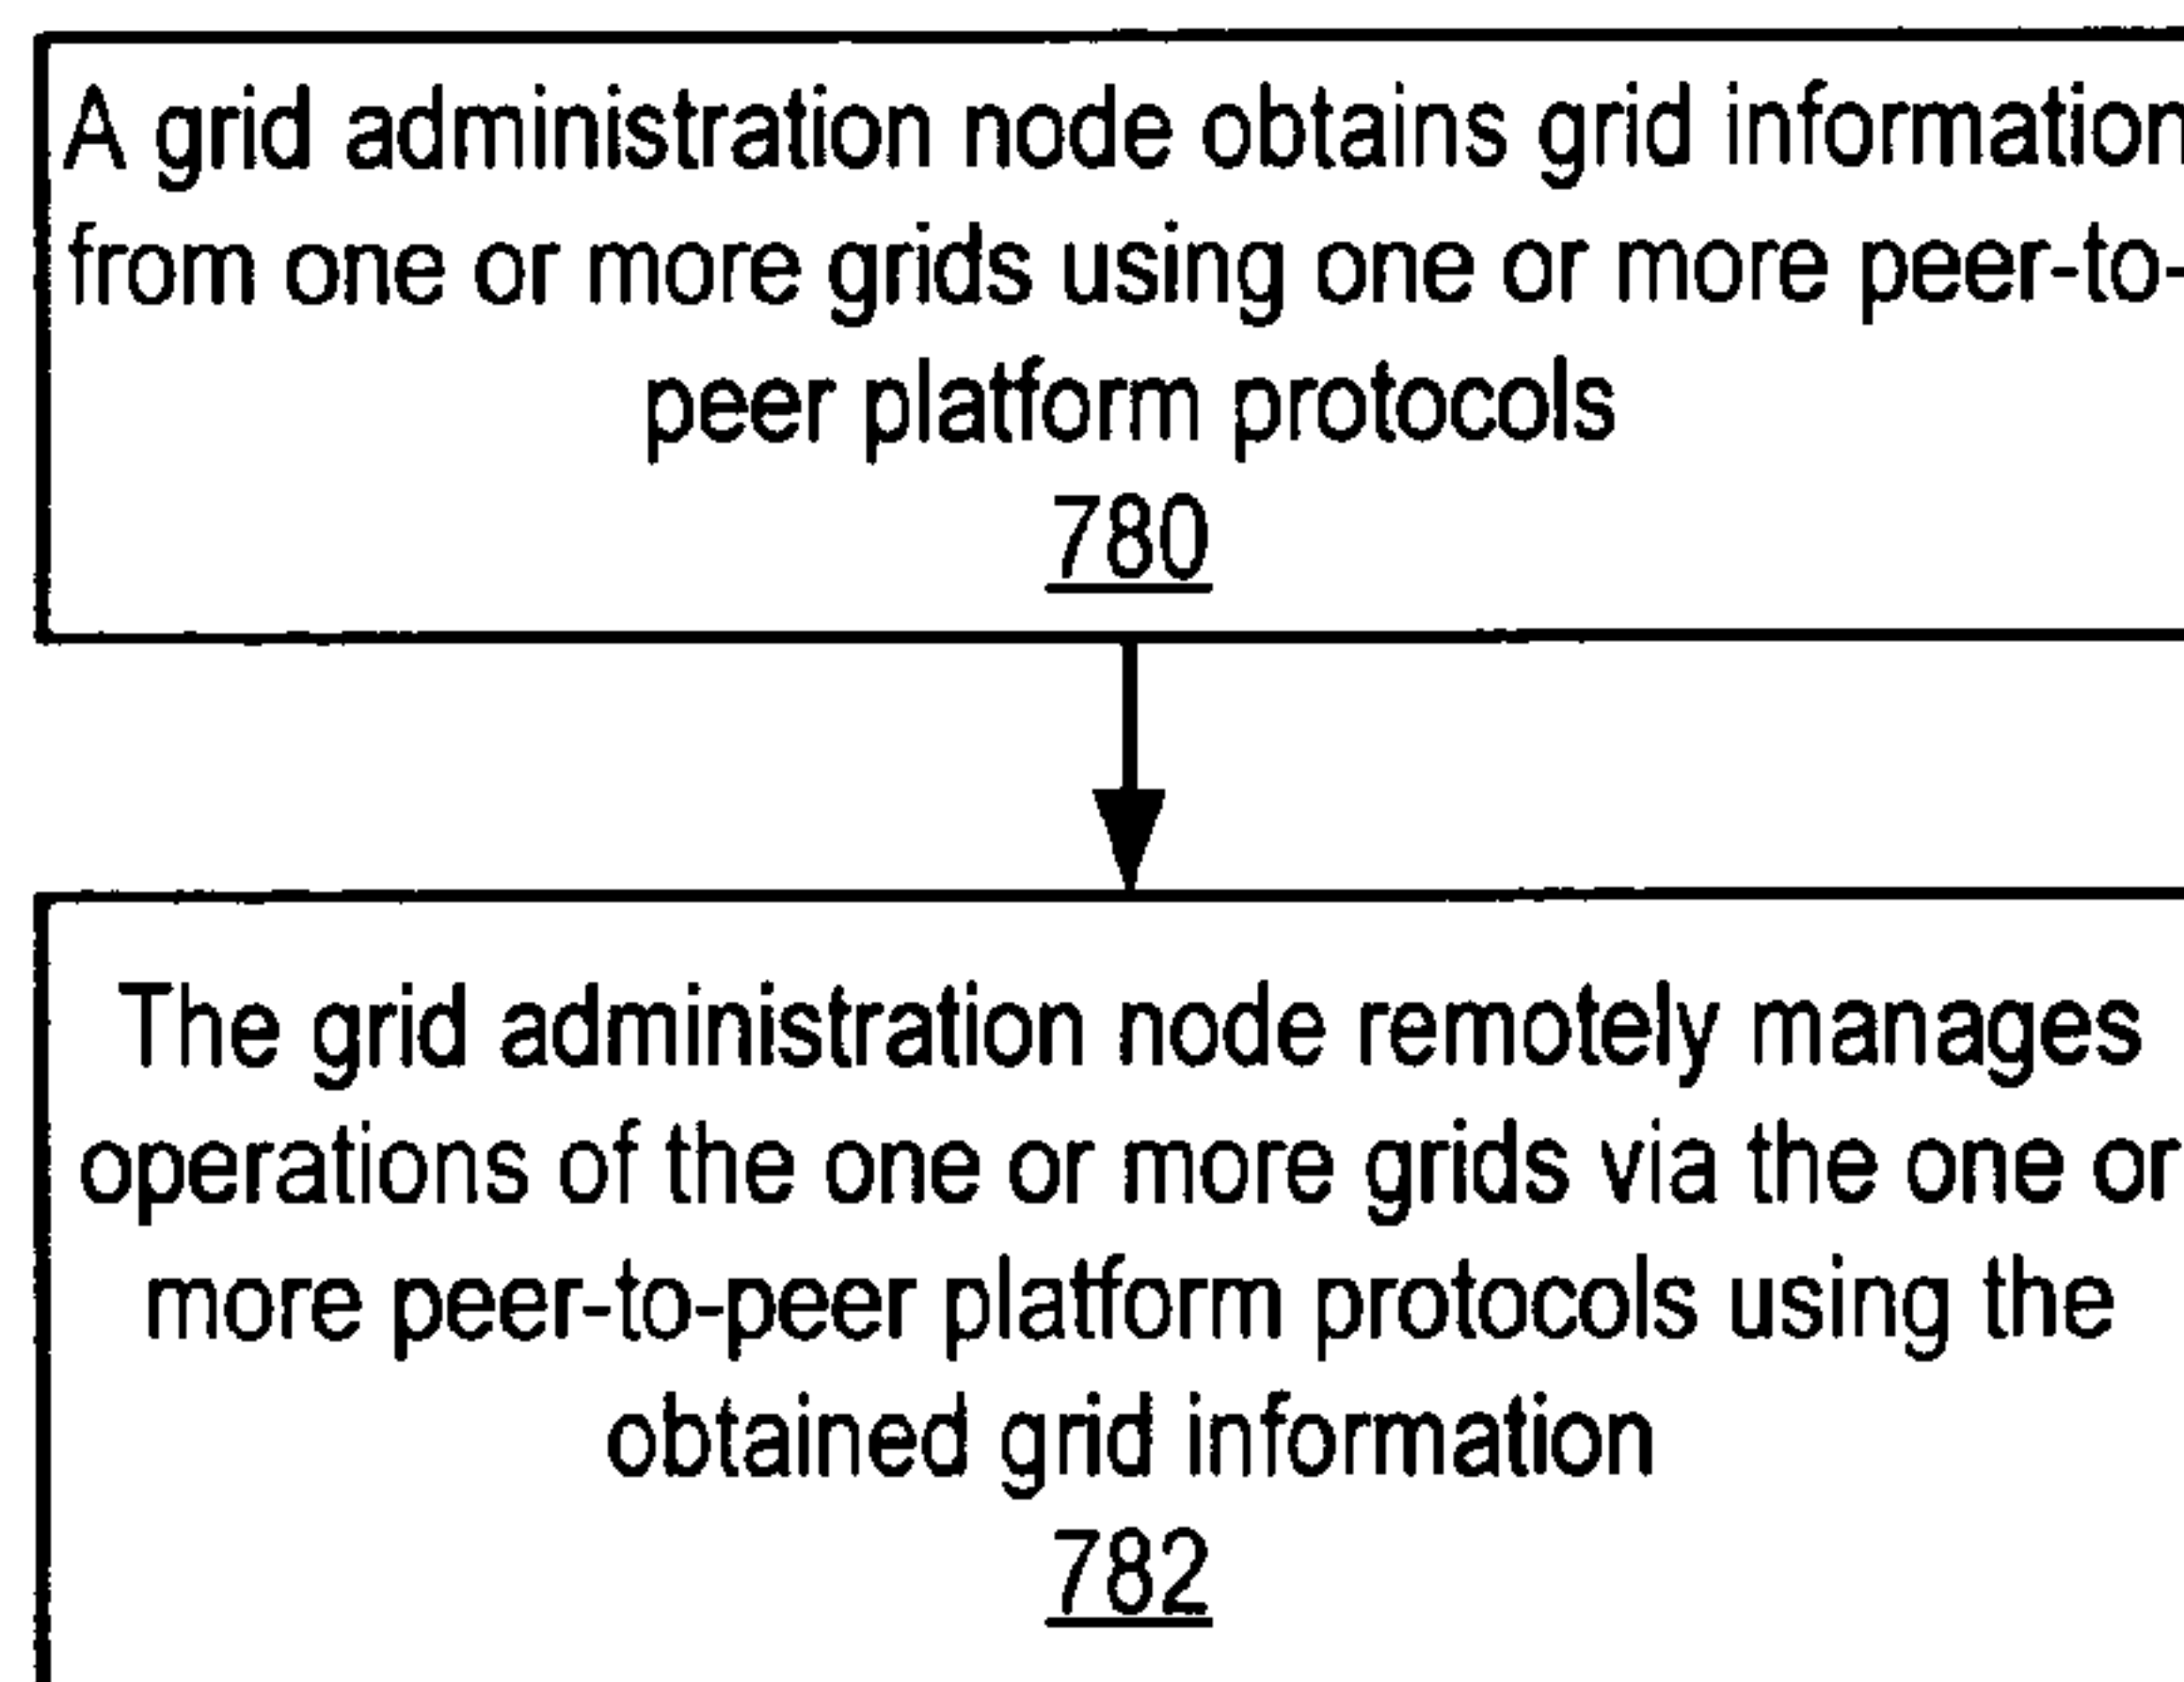 A grid administration node obtains grid information
from one or more grids using one or more peer-to-
peer platform protocols
780
The grid administration node remotely manages
operations of the one or more grids via the one or
more peer-to-peer platform protocols using the
obtained grid information
782